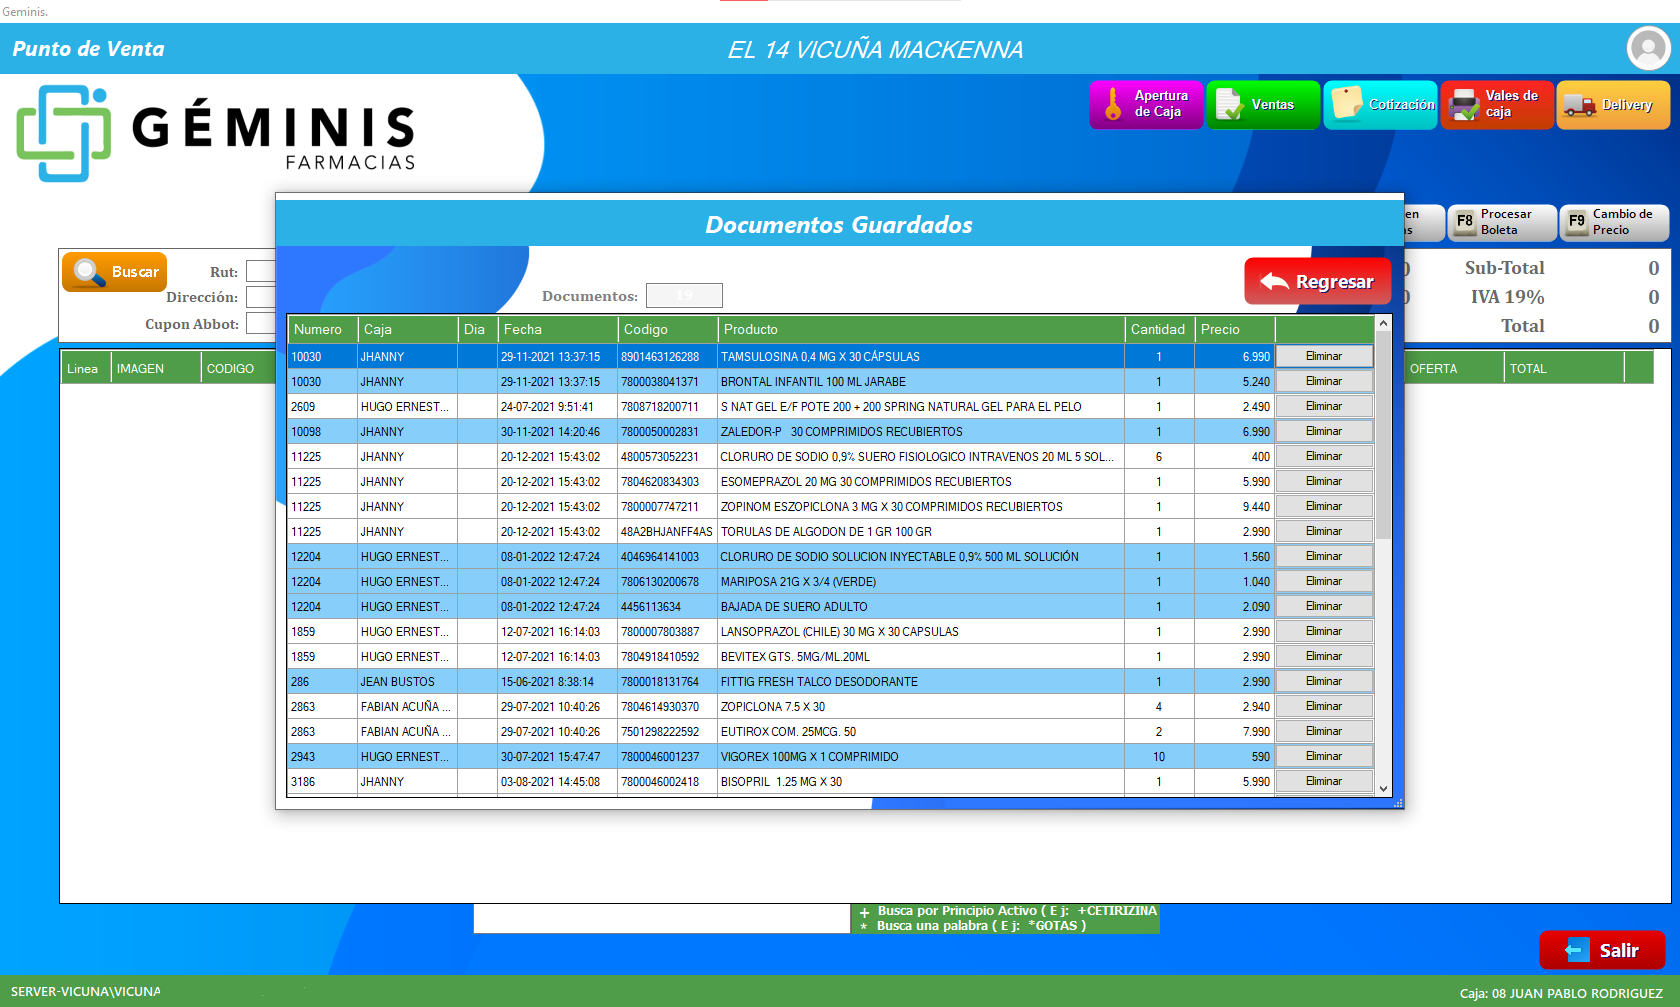 Geminis.
Punto de Venta
EL 14 VICUÑA MACKENNA
GÉMINIS
FARMACIAS
Apertura de Caja
Ventas
Cotización
Vales de caja
Delivery
en
as
F8 Procesar Boleta
F9 Cambio de Precio
Buscar
Rut:
Dirección:
Cupon Abbot:
0 Sub-Total 0
0 IVA 19% 0
Total 0
Linea IMAGEN CODIGO OFERTA TOTAL
Documentos Guardados
Documentos: 19
Regresar
Numero Caja Dia Fecha Codigo Producto Cantidad Precio
10030 JHANNY 29-11-2021 13:37:15 8901463126288 TAMSULOSINA 0,4 MG X 30 CÁPSULAS 1 6.990 Eliminar
10030 JHANNY 29-11-2021 13:37:15 7800038041371 BRONTAL INFANTIL 100 ML JARABE 1 5.240 Eliminar
2609 HUGO ERNEST... 24-07-2021 9:51:41 7808718200711 S NAT GEL E/F POTE 200 + 200 SPRING NATURAL GEL PARA EL PELO 1 2.490 Eliminar
10098 JHANNY 30-11-2021 14:20:46 7800050002831 ZALEDOR-P 30 COMPRIMIDOS RECUBIERTOS 1 6.990 Eliminar
11225 JHANNY 20-12-2021 15:43:02 4800573052231 CLORURO DE SODIO 0,9% SUERO FISIOLOGICO INTRAVENOS 20 ML 5 SOL... 6 400 Eliminar
11225 JHANNY 20-12-2021 15:43:02 7804620834303 ESOMEPRAZOL 20 MG 30 COMPRIMIDOS RECUBIERTOS 1 5.990 Eliminar
11225 JHANNY 20-12-2021 15:43:02 7800007747211 ZOPINOM ESZOPICLONA 3 MG X 30 COMPRIMIDOS RECUBIERTOS 1 9.440 Eliminar
11225 JHANNY 20-12-2021 15:43:02 48A2BHJANFF4AS TORULAS DE ALGODON DE 1 GR 100 GR 1 2.990 Eliminar
12204 HUGO ERNEST... 08-01-2022 12:47:24 4046964141003 CLORURO DE SODIO SOLUCION INYECTABLE 0,9% 500 ML SOLUCIÓN 1 1.560 Eliminar
12204 HUGO ERNEST... 08-01-2022 12:47:24 7806130200678 MARIPOSA 21G X 3/4 (VERDE) 1 1.040 Eliminar
12204 HUGO ERNEST... 08-01-2022 12:47:24 4456113634 BAJADA DE SUERO ADULTO 1 2.090 Eliminar
1859 HUGO ERNEST... 12-07-2021 16:14:03 7800007803887 LANSOPRAZOL (CHILE) 30 MG X 30 CAPSULAS 1 2.990 Eliminar
1859 HUGO ERNEST... 12-07-2021 16:14:03 7804918410592 BEVITEX GTS. 5MG/ML.20ML 1 2.990 Eliminar
286 JEAN BUSTOS 15-06-2021 8:38:14 7800018131764 FITTIG FRESH TALCO DESODORANTE 1 2.990 Eliminar
2863 FABIAN ACUÑA ... 29-07-2021 10:40:26 7804614930370 ZOPICLONA 7.5 X 30 4 2.940 Eliminar
2863 FABIAN ACUÑA ... 29-07-2021 10:40:26 7501298222592 EUTIROX COM. 25MCG. 50 2 7.990 Eliminar
2943 HUGO ERNEST... 30-07-2021 15:47:47 7800046001237 VIGOREX 100MG X 1 COMPRIMIDO 10 590 Eliminar
3186 JHANNY 03-08-2021 14:45:08 7800046002418 BISOPRIL 1.25 MG X 30 1 5.990 Eliminar
+ Busca por Principio Activo ( E j: +CETIRIZINA
* Busca una palabra ( E j: *GOTAS )
Salir
SERVER-VICUNA\VICUNA
Caja: 08 JUAN PABLO RODRIGUEZ